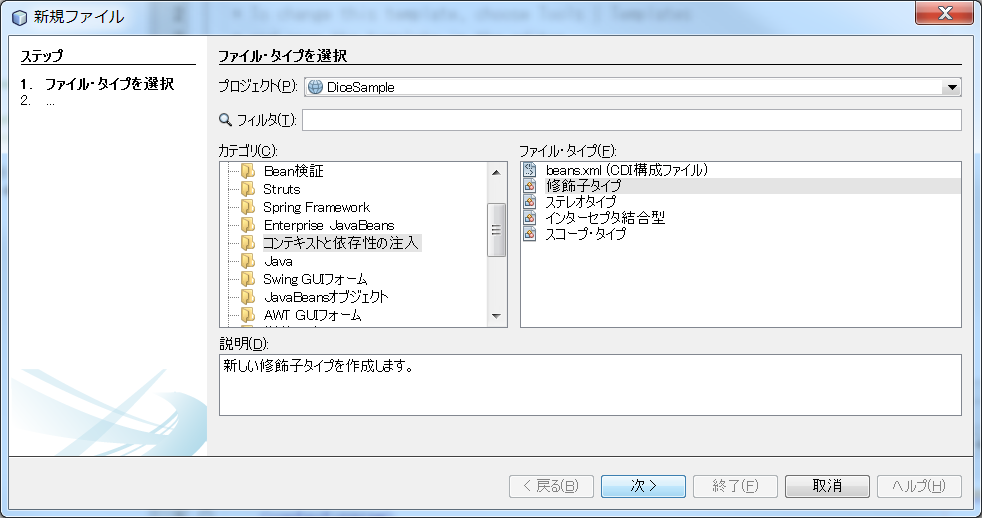 新規ファイル
* To change this template, choose Tools | Templates
ステップ
1. ファイル・タイプを選択
2. ...
ファイル・タイプを選択
プロジェクト(P): DiceSample
フィルタ(I):
カテゴリ(C):
Bean検証
Struts
Spring Framework
Enterprise JavaBeans
コンテキストと依存性の注入
Java
Swing GUIフォーム
JavaBeansオブジェクト
AWT GUIフォーム
ファイル・タイプ(F):
beans.xml (CDI構成ファイル)
修飾子タイプ
ステレオタイプ
インターセプタ結合型
スコープ・タイプ
説明(D):
新しい修飾子タイプを作成します。
< 戻る(B)
次 >
終了(F)
取消
ヘルプ(H)